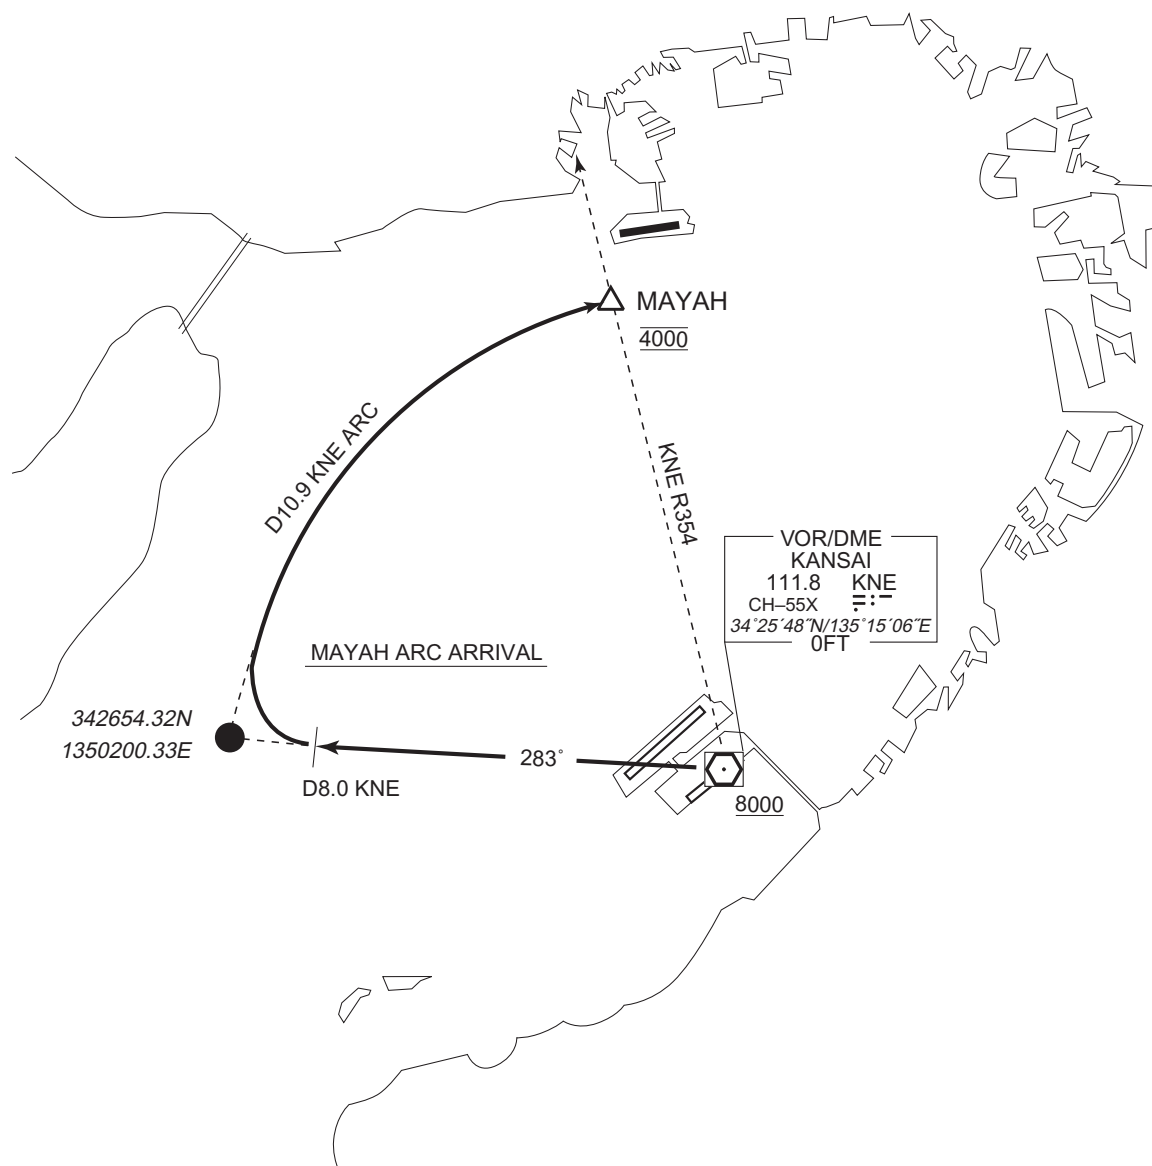 MAYAH
4000
D10.9 KNE ARC
KNE R354
VOR/DME
KANSAI
111.8 KNE
CH–55X
34°25′48″N/135°15′06″E
0FT
MAYAH ARC ARRIVAL
342654.32N
1350200.33E
283°
D8.0 KNE
8000